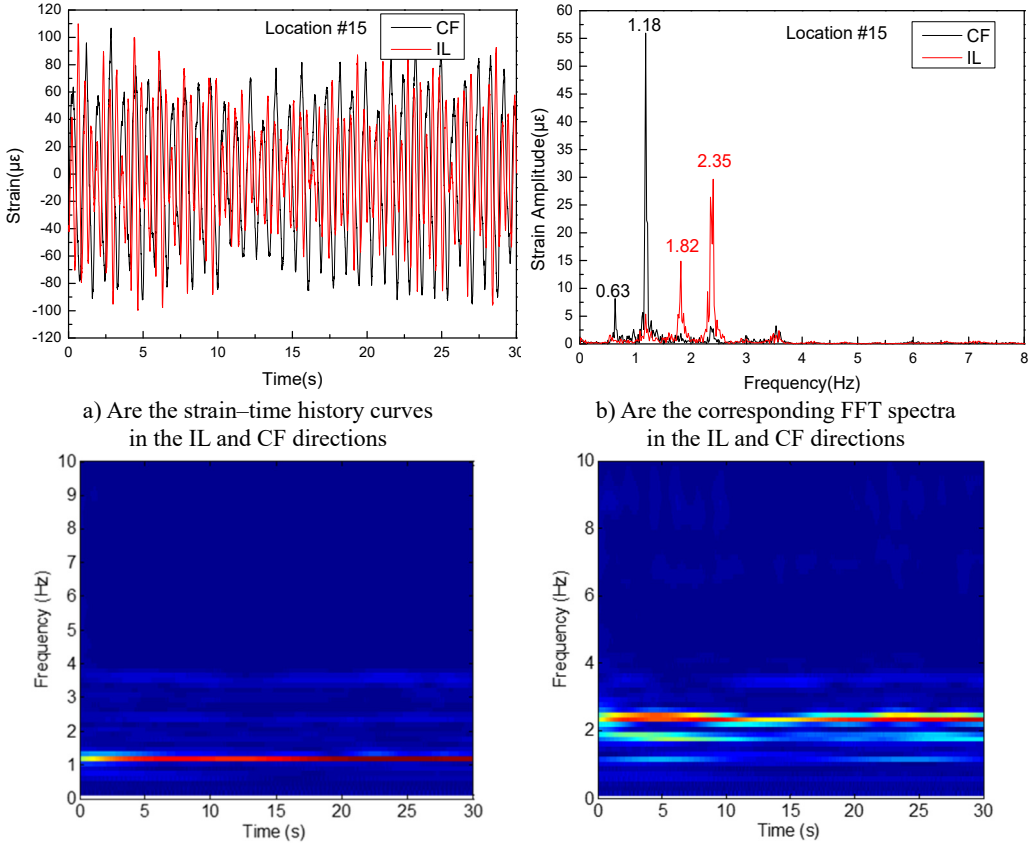 Location #15
CF
IL
120
100
80
60
40
20
0
-20
-40
-60
-80
-100
-120
Strain(με)
0 5 10 15 20 25 30
Time(s)
a) Are the strain–time history curves
in the IL and CF directions
1.18
Location #15
CF
IL
2.35
1.82
0.63
60
55
50
45
40
35
30
25
20
15
10
5
0
Strain Amplitude(με)
0 1 2 3 4 5 6 7 8
Frequency(Hz)
b) Are the corresponding FFT spectra
in the IL and CF directions
10
9
8
7
6
5
4
3
2
1
0
Frequency (Hz)
0 5 10 15 20 25 30
Time (s)
10
8
6
4
2
0
Frequency (Hz)
0 5 10 15 20 25 30
Time (s)